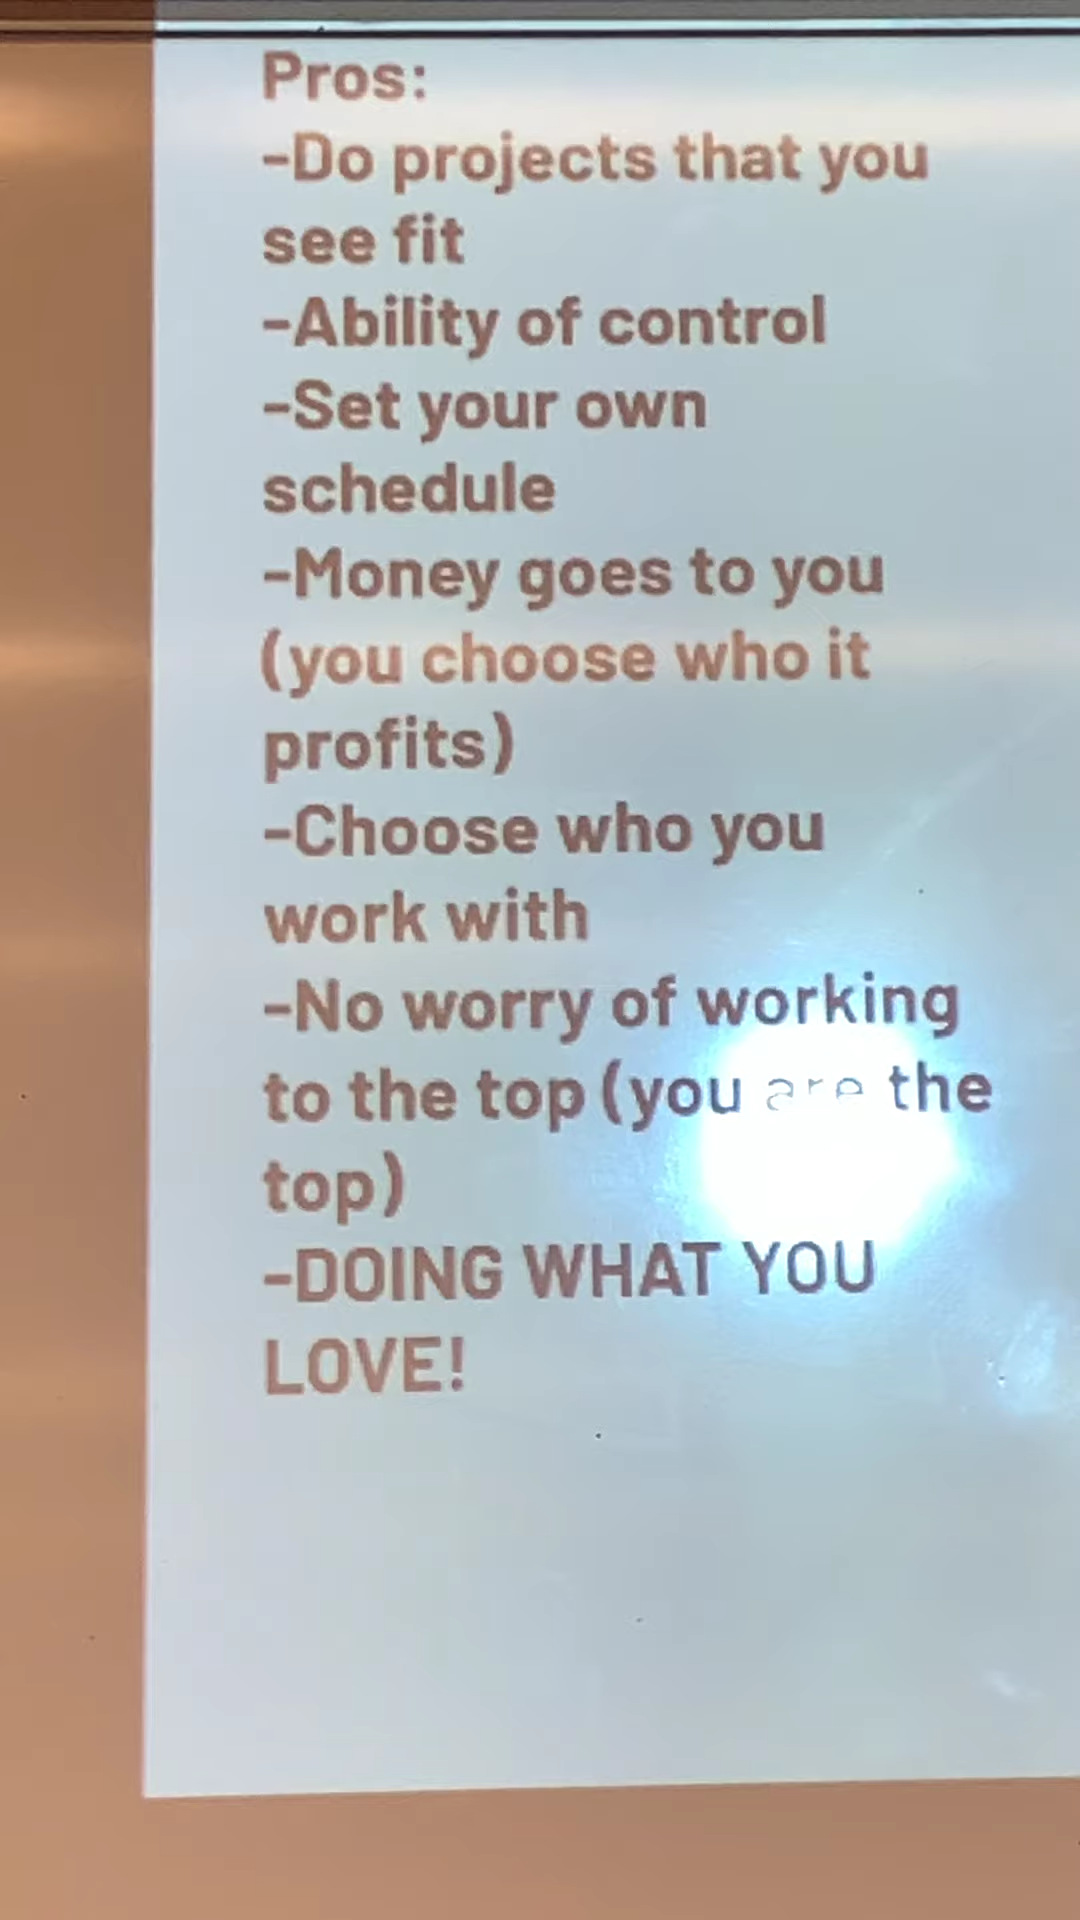 Pros:
-Do projects that you
see fit
-Ability of control
-Set your own
schedule
-Money goes to you
(you choose who it
profits)
-Choose who you
work with
-No worry of working
to the top (you are the
top)
-DOING WHAT YOU
LOVE!